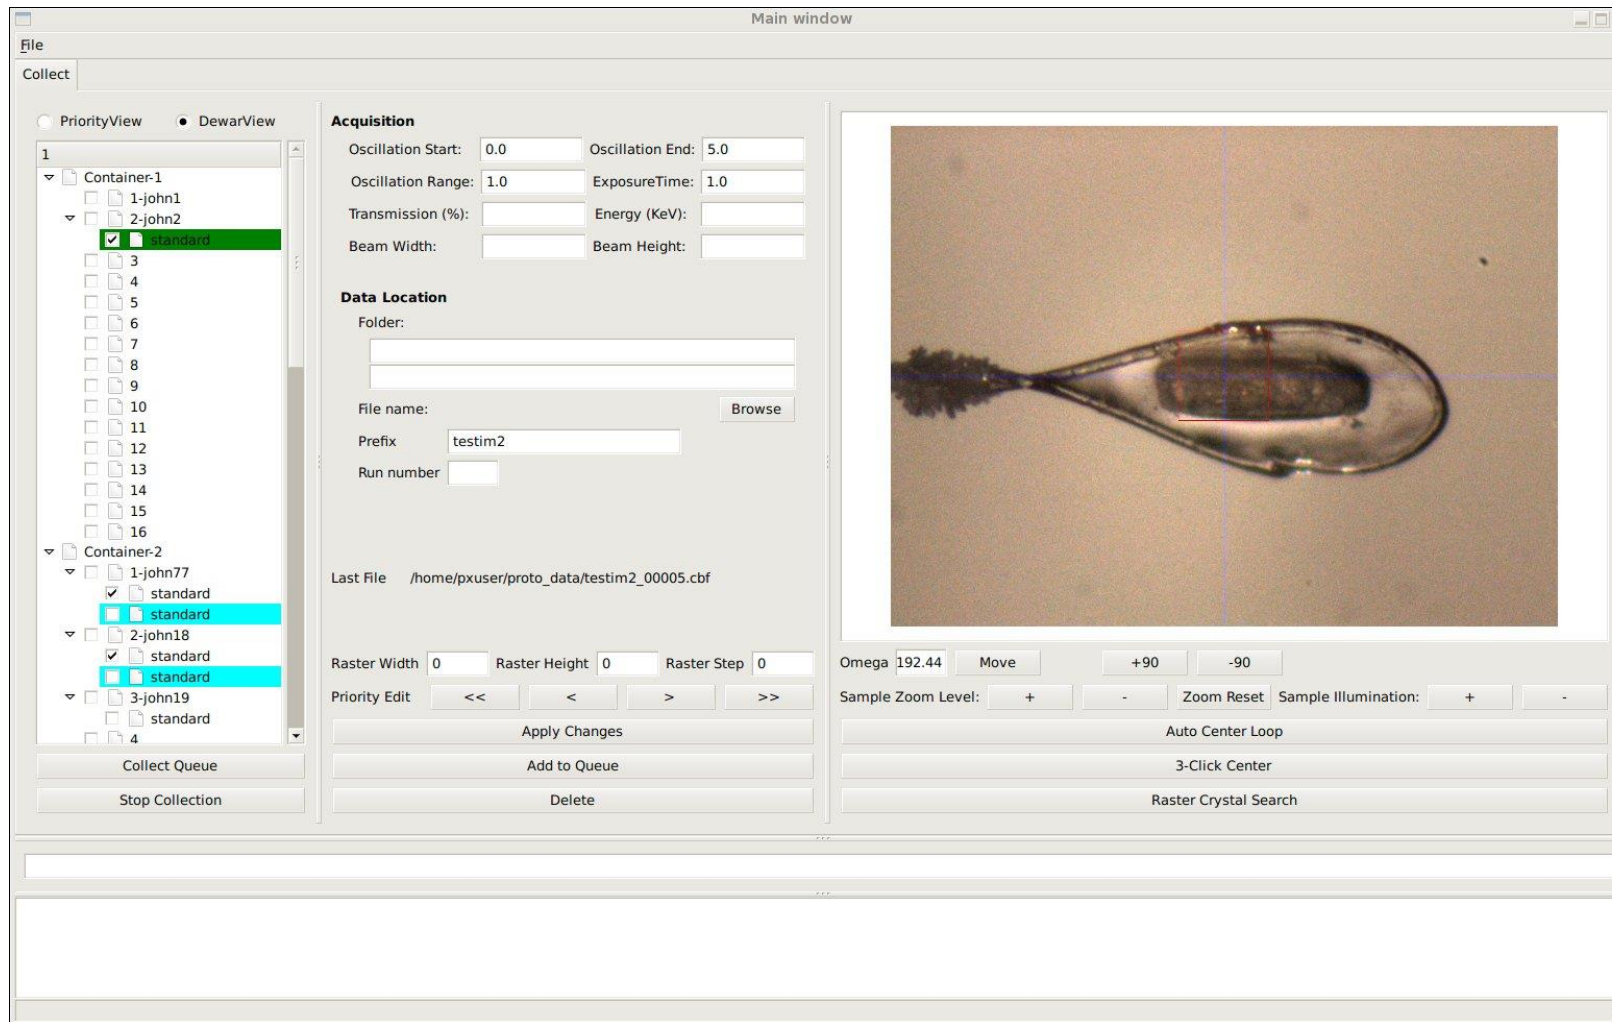 Main window
File
Collect
PriorityView DewarView
1
Container-1
1-john1
2-john2
standard
3
4
5
6
7
8
9
10
11
12
13
14
15
16
Container-2
1-john77
standard
standard
2-john18
standard
standard
3-john19
standard
4
Collect Queue
Stop Collection
Acquisition
Oscillation Start: 0.0 Oscillation End: 5.0
Oscillation Range: 1.0 ExposureTime: 1.0
Transmission (%): Energy (KeV):
Beam Width: Beam Height:
Data Location
Folder:
File name: Browse
Prefix testim2
Run number
Last File /home/pxuser/proto_data/testim2_00005.cbf
Raster Width 0 Raster Height 0 Raster Step 0
Priority Edit << < > >>
Apply Changes
Add to Queue
Delete
Omega 192.44 Move +90 -90
Sample Zoom Level: + - Zoom Reset Sample Illumination: + -
Auto Center Loop
3-Click Center
Raster Crystal Search